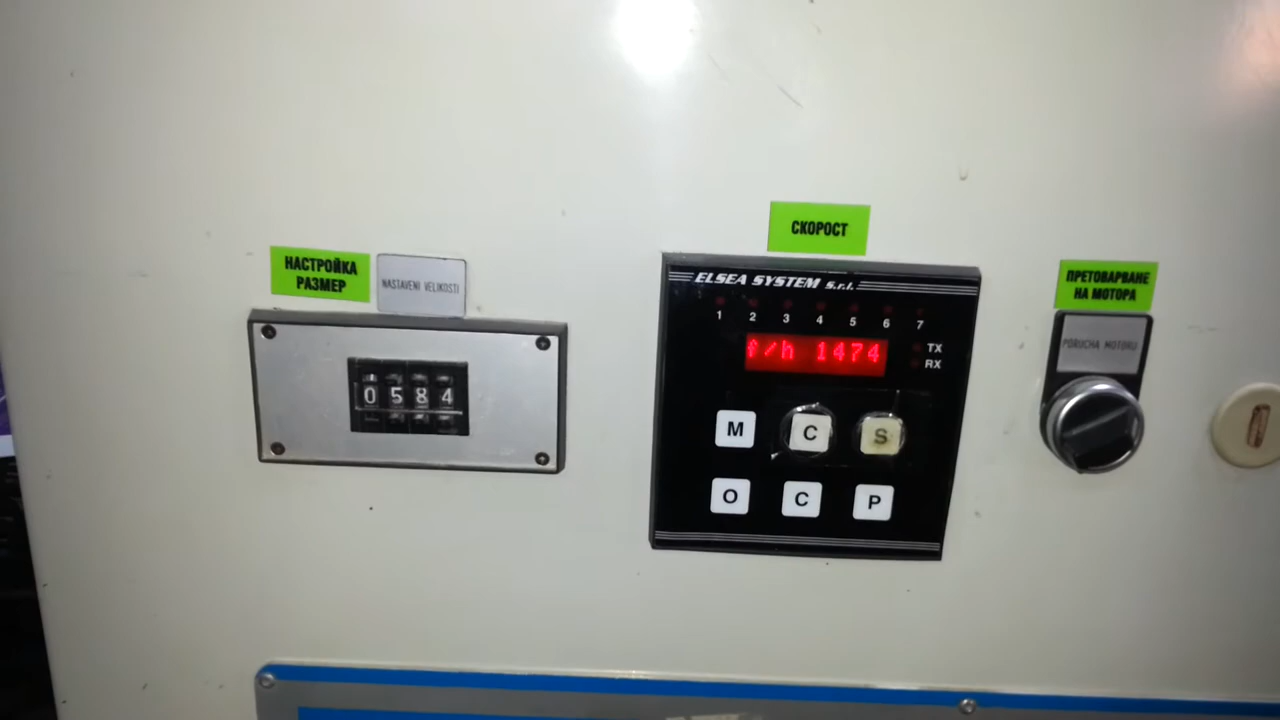 НАСТРОЙКА
РАЗМЕР
NASTAVENI VELIKOSTI
0584
СКОРОСТ
ELSEA SYSTEM s.r.l.
1 2 3 4 5 6 7
f/h 1474
TX
RX
M C S
O C P
ПРЕТОВАРВАНЕ
НА МОТОРА
PORUCHA MOTORU